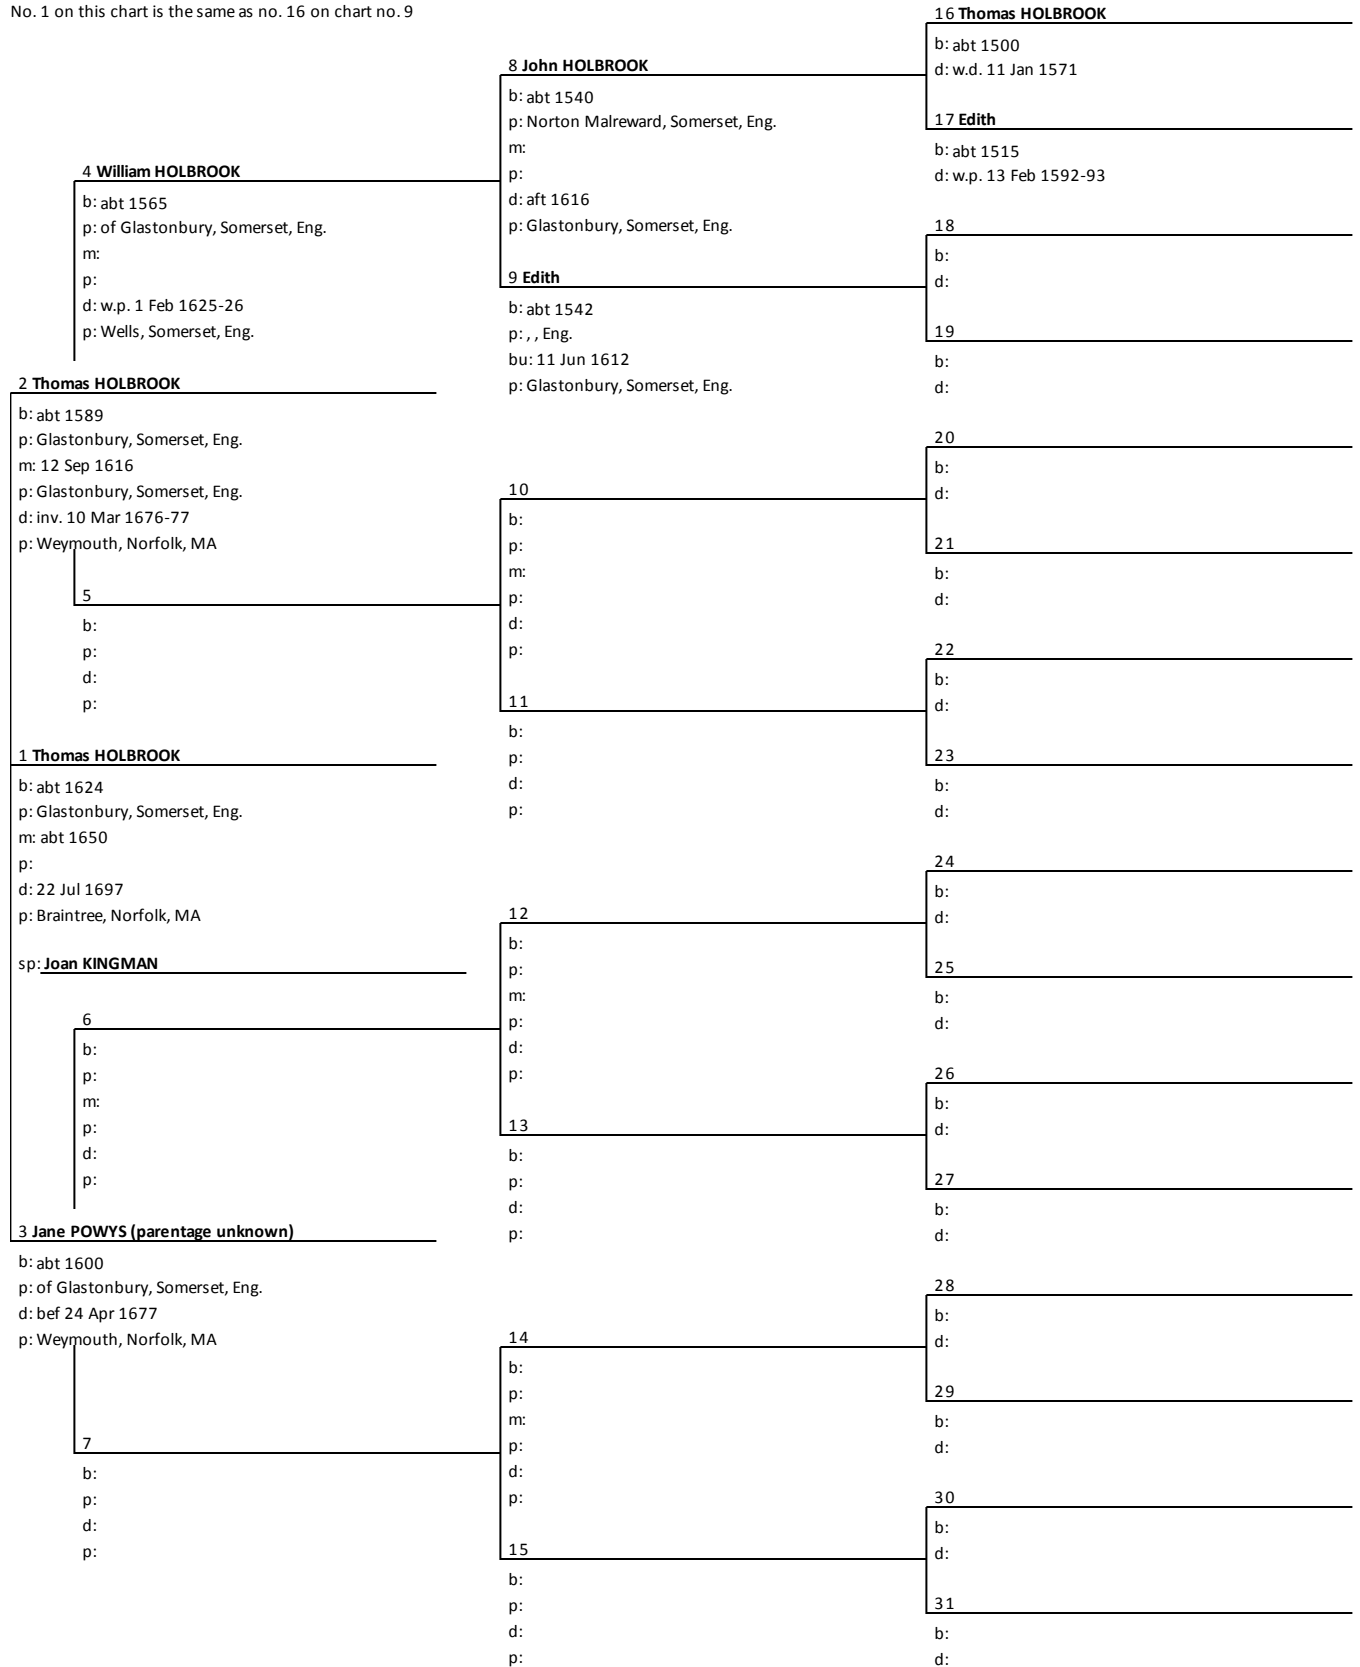 No. 1 on this chart is the same as no. 16 on chart no. 9
16 Thomas HOLBROOK
b: abt 1500
d: w.d. 11 Jan 1571
8 John HOLBROOK
b: abt 1540
p: Norton Malreward, Somerset, Eng.
m:
p:
d: aft 1616
p: Glastonbury, Somerset, Eng.
17 Edith
b: abt 1515
d: w.p. 13 Feb 1592-93
4 William HOLBROOK
b: abt 1565
p: of Glastonbury, Somerset, Eng.
m:
p:
d: w.p. 1 Feb 1625-26
p: Wells, Somerset, Eng.
18
b:
d:
9 Edith
b: abt 1542
p: , , Eng.
bu: 11 Jun 1612
p: Glastonbury, Somerset, Eng.
19
b:
d:
2 Thomas HOLBROOK
b: abt 1589
p: Glastonbury, Somerset, Eng.
m: 12 Sep 1616
p: Glastonbury, Somerset, Eng.
d: inv. 10 Mar 1676-77
p: Weymouth, Norfolk, MA
20
b:
d:
10
b:
p:
m:
p:
d:
p:
21
b:
d:
5
b:
p:
d:
p:
22
b:
d:
11
b:
p:
d:
p:
23
b:
d:
1 Thomas HOLBROOK
b: abt 1624
p: Glastonbury, Somerset, Eng.
m: abt 1650
p:
d: 22 Jul 1697
p: Braintree, Norfolk, MA
sp: Joan KINGMAN
24
b:
d:
12
b:
p:
m:
p:
d:
p:
25
b:
d:
6
b:
p:
m:
p:
d:
p:
26
b:
d:
13
b:
p:
d:
p:
27
b:
d:
3 Jane POWYS (parentage unknown)
b: abt 1600
p: of Glastonbury, Somerset, Eng.
d: bef 24 Apr 1677
p: Weymouth, Norfolk, MA
28
b:
d:
14
b:
p:
m:
p:
d:
p:
29
b:
d:
7
b:
p:
d:
p:
30
b:
d:
15
b:
p:
d:
p:
31
b:
d: